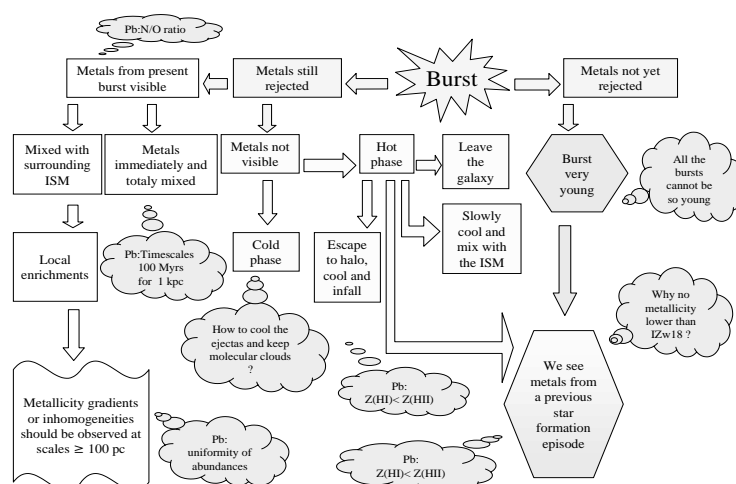 Pb:N/O ratio
Burst
Metals from present
burst visible
Metals still
rejected
Metals not yet
rejected
Mixed with
surrounding
ISM
Metals
immediately and
totaly mixed
Metals not
visible
Hot
phase
Leave
the
galaxy
Burst
very
young
All the
bursts
cannot be
so young
Local
enrichments
Pb:Timescales
100 Myrs
for 1 kpc
Cold
phase
Escape
to halo,
cool and
infall
Slowly
cool and
mix with
the ISM
How to cool the
ejectas and keep
molecular clouds
?
Why no
metallicity
lower than
IZw18 ?
Metallicity gradients
or inhomogeneities
should be observed at
scales ≥ 100 pc
Pb:
uniformity of
abundances
Pb:
Z(HI)< Z(HII)
Pb:
Z(HI)< Z(HII)
We see
metals from
a previous
star
formation
episode